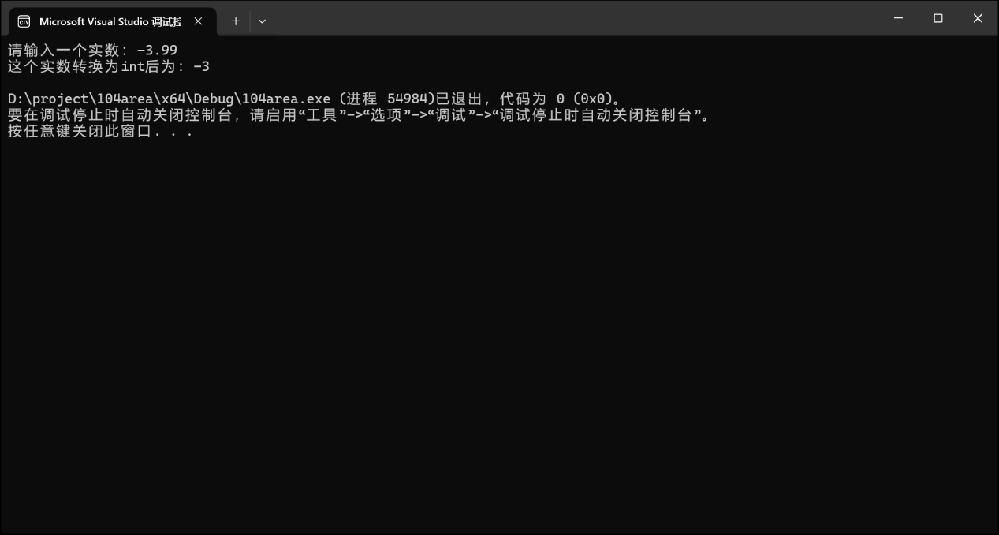 Microsoft Visual Studio 调试控
请输入一个实数：-3.99
这个实数转换为int后为：-3
D:\project\104area\x64\Debug\104area.exe (进程 54984)已退出，代码为 0 (0x0)。
要在调试停止时自动关闭控制台，请启用“工具”->“选项”->“调试”->“调试停止时自动关闭控制台”。
按任意键关闭此窗口. . .